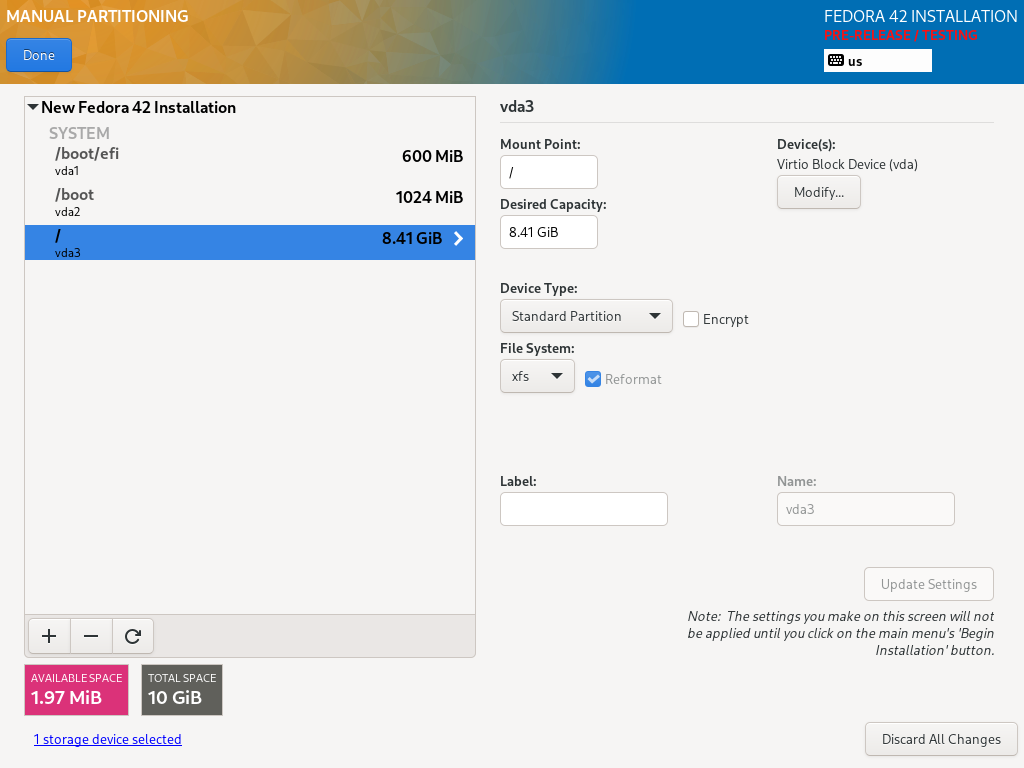 MANUAL PARTITIONING
FEDORA 42 INSTALLATION
PRE-RELEASE / TESTING
Done
us
New Fedora 42 Installation
SYSTEM
/boot/efi
600 MiB
vda1
/boot
1024 MiB
vda2
/
8.41 GiB
vda3
AVAILABLE SPACE
1.97 MiB
TOTAL SPACE
10 GiB
1 storage device selected
vda3
Mount Point:
/
Device(s):
Virtio Block Device (vda)
Modify...
Desired Capacity:
8.41 GiB
Device Type:
Standard Partition
Encrypt
File System:
xfs
Reformat
Label:
Name:
vda3
Update Settings
Note:  The settings you make on this screen will not
be applied until you click on the main menu's 'Begin
Installation' button.
Discard All Changes